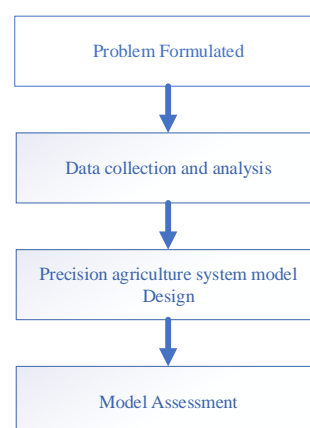 Problem Formulated
Data collection and analysis
Precision agriculture system model
Design
Model Assessment